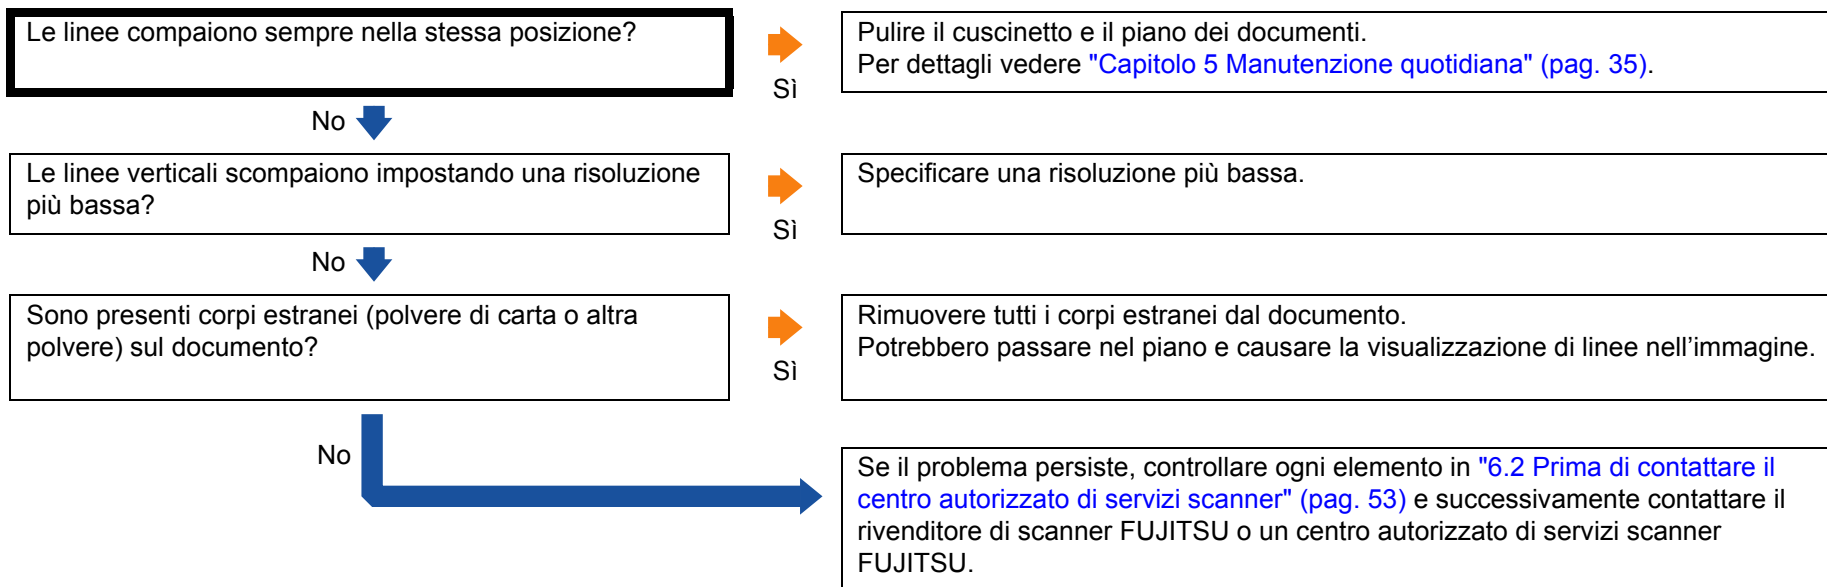 Le linee compaiono sempre nella stessa posizione?
Sì
Pulire il cuscinetto e il piano dei documenti.
Per dettagli vedere "Capitolo 5 Manutenzione quotidiana" (pag. 35).
No
Le linee verticali scompaiono impostando una risoluzione
più bassa?
Sì
Specificare una risoluzione più bassa.
No
Sono presenti corpi estranei (polvere di carta o altra
polvere) sul documento?
Sì
Rimuovere tutti i corpi estranei dal documento.
Potrebbero passare nel piano e causare la visualizzazione di linee nell'immagine.
No
Se il problema persiste, controllare ogni elemento in "6.2 Prima di contattare il
centro autorizzato di servizi scanner" (pag. 53) e successivamente contattare il
rivenditore di scanner FUJITSU o un centro autorizzato di servizi scanner
FUJITSU.